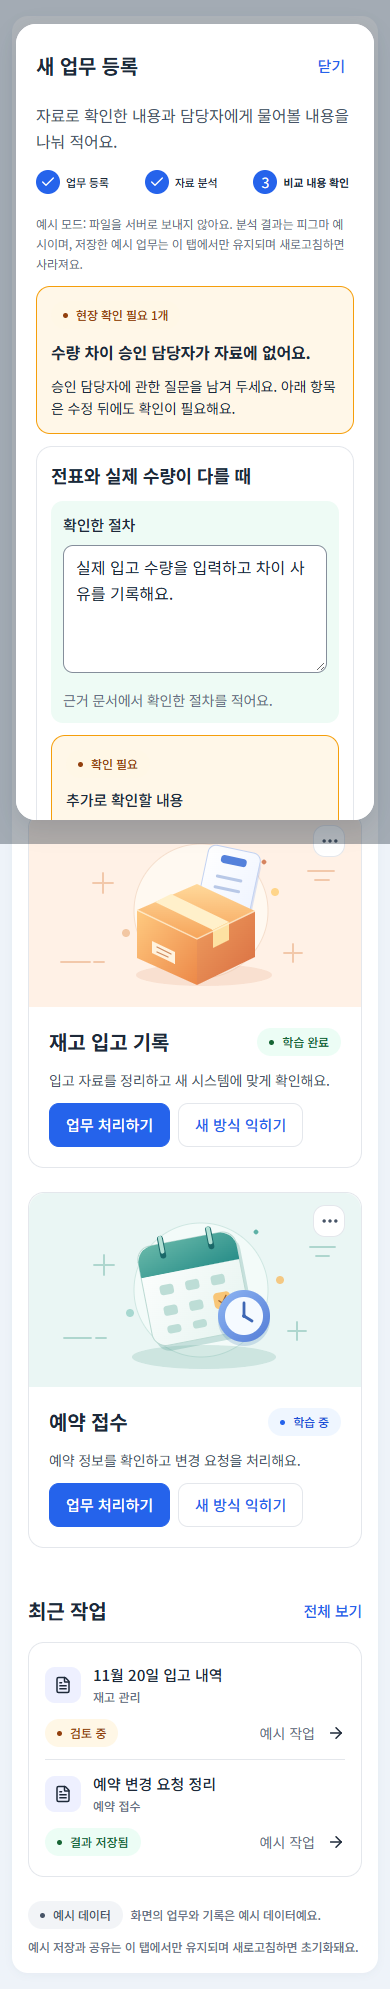 새 업무 등록
닫기
자료로 확인한 내용과 담당자에게 물어볼 내용을
나눠 적어요.
업무 등록
자료 분석
3 비교 내용 확인
예시 모드: 파일을 서버로 보내지 않아요. 분석 결과는 피그마 예
시이며, 저장한 예시 업무는 이 탭에서만 유지되며 새로고침하면
사라져요.
현장 확인 필요 1개
수량 차이 승인 담당자가 자료에 없어요.
승인 담당자에 관한 질문을 남겨 두세요. 아래 항목
은 수정 뒤에도 확인이 필요해요.
전표와 실제 수량이 다를 때
확인한 절차
실제 입고 수량을 입력하고 차이 사
유를 기록해요.
근거 문서에서 확인한 절차를 적어요.
확인 필요
추가로 확인할 내용
재고 입고 기록
학습 완료
입고 자료를 정리하고 새 시스템에 맞게 확인해요.
업무 처리하기
새 방식 익히기
예약 접수
학습 중
예약 정보를 확인하고 변경 요청을 처리해요.
업무 처리하기
새 방식 익히기
최근 작업
전체 보기
11월 20일 입고 내역
재고 관리
검토 중
예시 작업
예약 변경 요청 정리
예약 접수
결과 저장됨
예시 작업
예시 데이터
화면의 업무와 기록은 예시 데이터예요.
예시 저장과 공유는 이 탭에서만 유지되며 새로고침하면 초기화돼요.